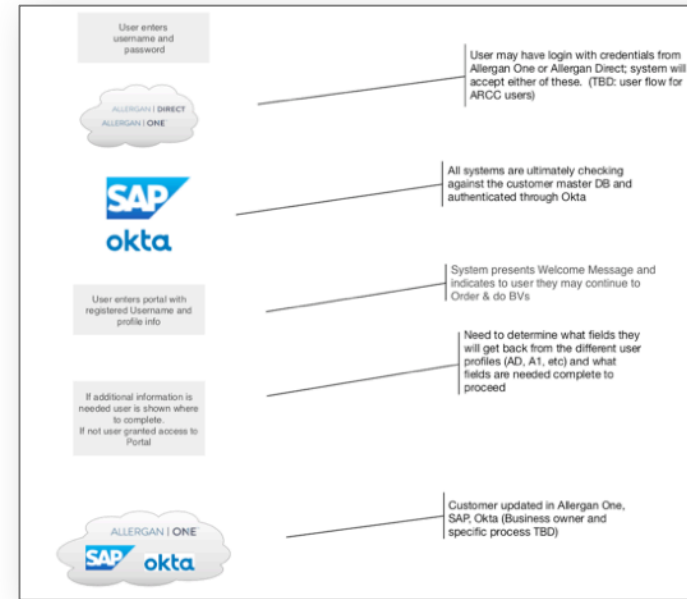 User enters
username and
password
User may have login with credentials from
Allergan One or Allergan Direct; system will
accept either of these. (TBD: user flow for
ARCC users)
ALLERGAN | DIRECT
ALLERGAN | ONE
SAP
okta
All systems are ultimately checking
against the customer master DB and
authenticated through Okta
User enters portal with
registered Username and
profile info
System presents Welcome Message and
indicates to user they may continue to
Order & do BVs
Need to determine what fields they
will get back from the different user
profiles (AD, A1, etc) and what
fields are needed complete to
proceed
If additional information is
needed user is shown where
to complete.
If not user granted access to
Portal
Customer updated in Allergan One,
SAP, Okta (Business owner and
specific process TBD)
ALLERGAN | ONE
SAP okta